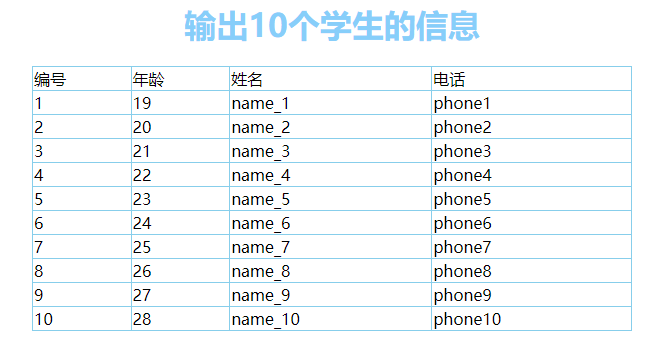 输出10个学生的信息
编号 年龄 姓名 电话
1 19 name_1 phone1
2 20 name_2 phone2
3 21 name_3 phone3
4 22 name_4 phone4
5 23 name_5 phone5
6 24 name_6 phone6
7 25 name_7 phone7
8 26 name_8 phone8
9 27 name_9 phone9
10 28 name_10 phone10